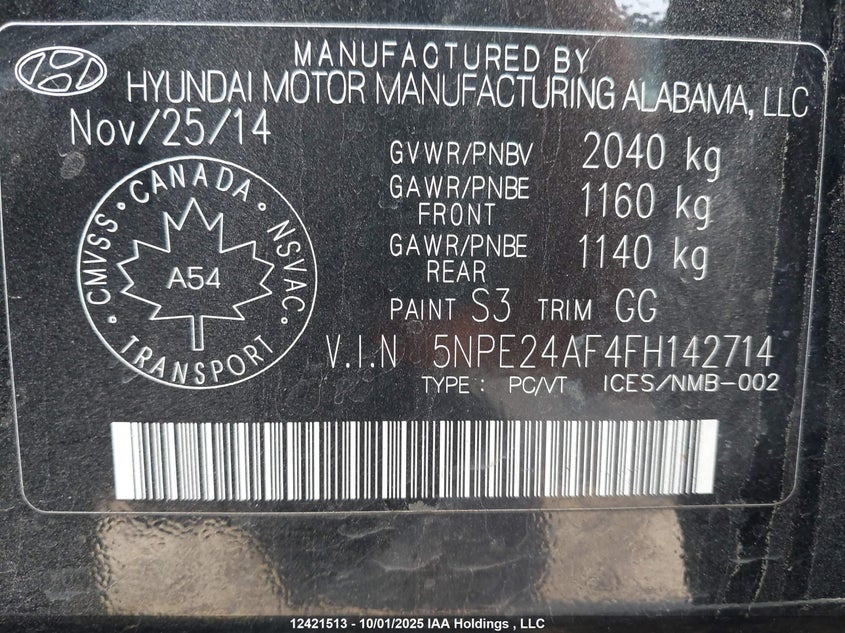 MANUFACTURED BY
HYUNDAI MOTOR MANUFACTURING ALABAMA, LLC
Nov/25/14
GVWR/PNBV 2040 kg
GAWR/PNBE FRONT 1160 kg
GAWR/PNBE REAR 1140 kg
CMVSS · CANADA · NSVAC · TRANSPORT ·
A54
PAINT S3 TRIM GG
V.I.N 5NPE24AF4FH142714
TYPE : PC/VT ICES/NMB-002
12421513 - 10/01/2025 IAA Holdings , LLC